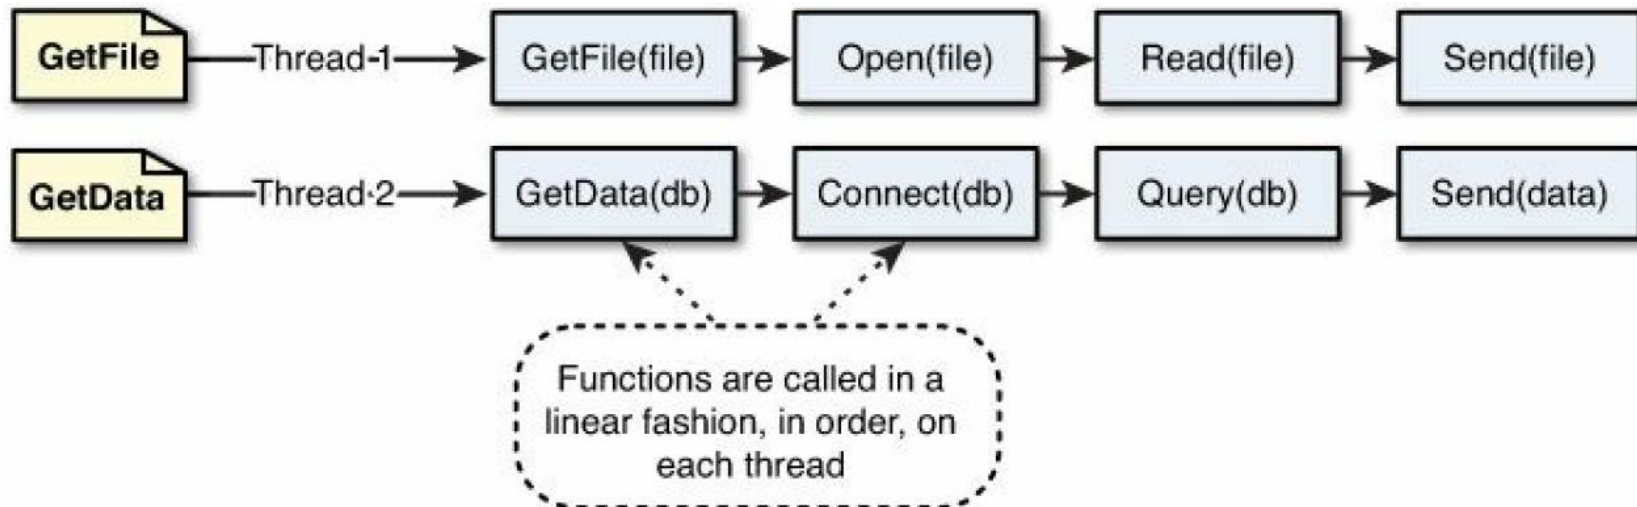 GetFile
Thread 1
GetFile(file)
Open(file)
Read(file)
Send(file)
GetData
Thread 2
GetData(db)
Connect(db)
Query(db)
Send(data)
Functions are called in a
linear fashion, in order, on
each thread